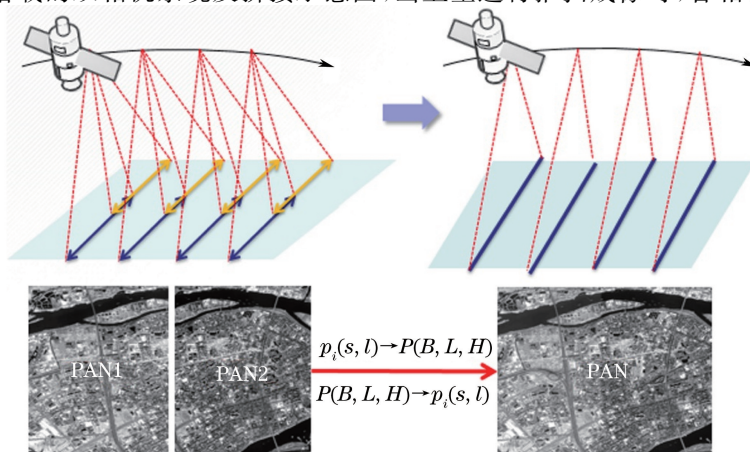 PAN1
PAN2
p_i(s, l)→P(B, L, H)
P(B, L, H)→p_i(s, l)
PAN